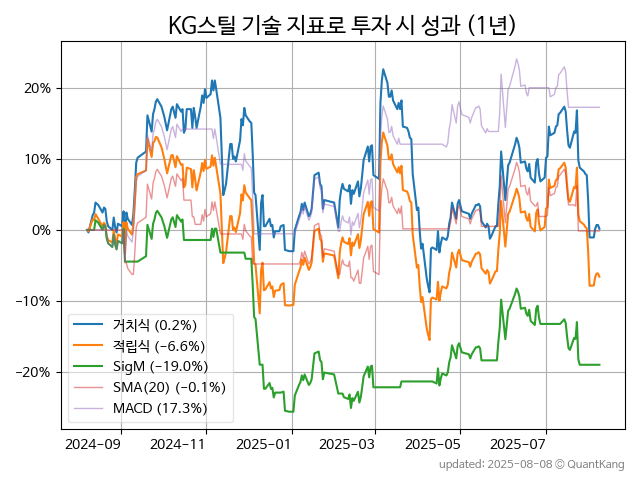 KG스틸 기술 지표로 투자 시 성과 (1년)
20%
10%
0%
−10%
−20%
거치식 (0.2%)
적립식 (−6.6%)
SigM (−19.0%)
SMA(20) (−0.1%)
MACD (17.3%)
2024-09
2024-11
2025-01
2025-03
2025-05
2025-07
updated: 2025-08-08 © QuantKang